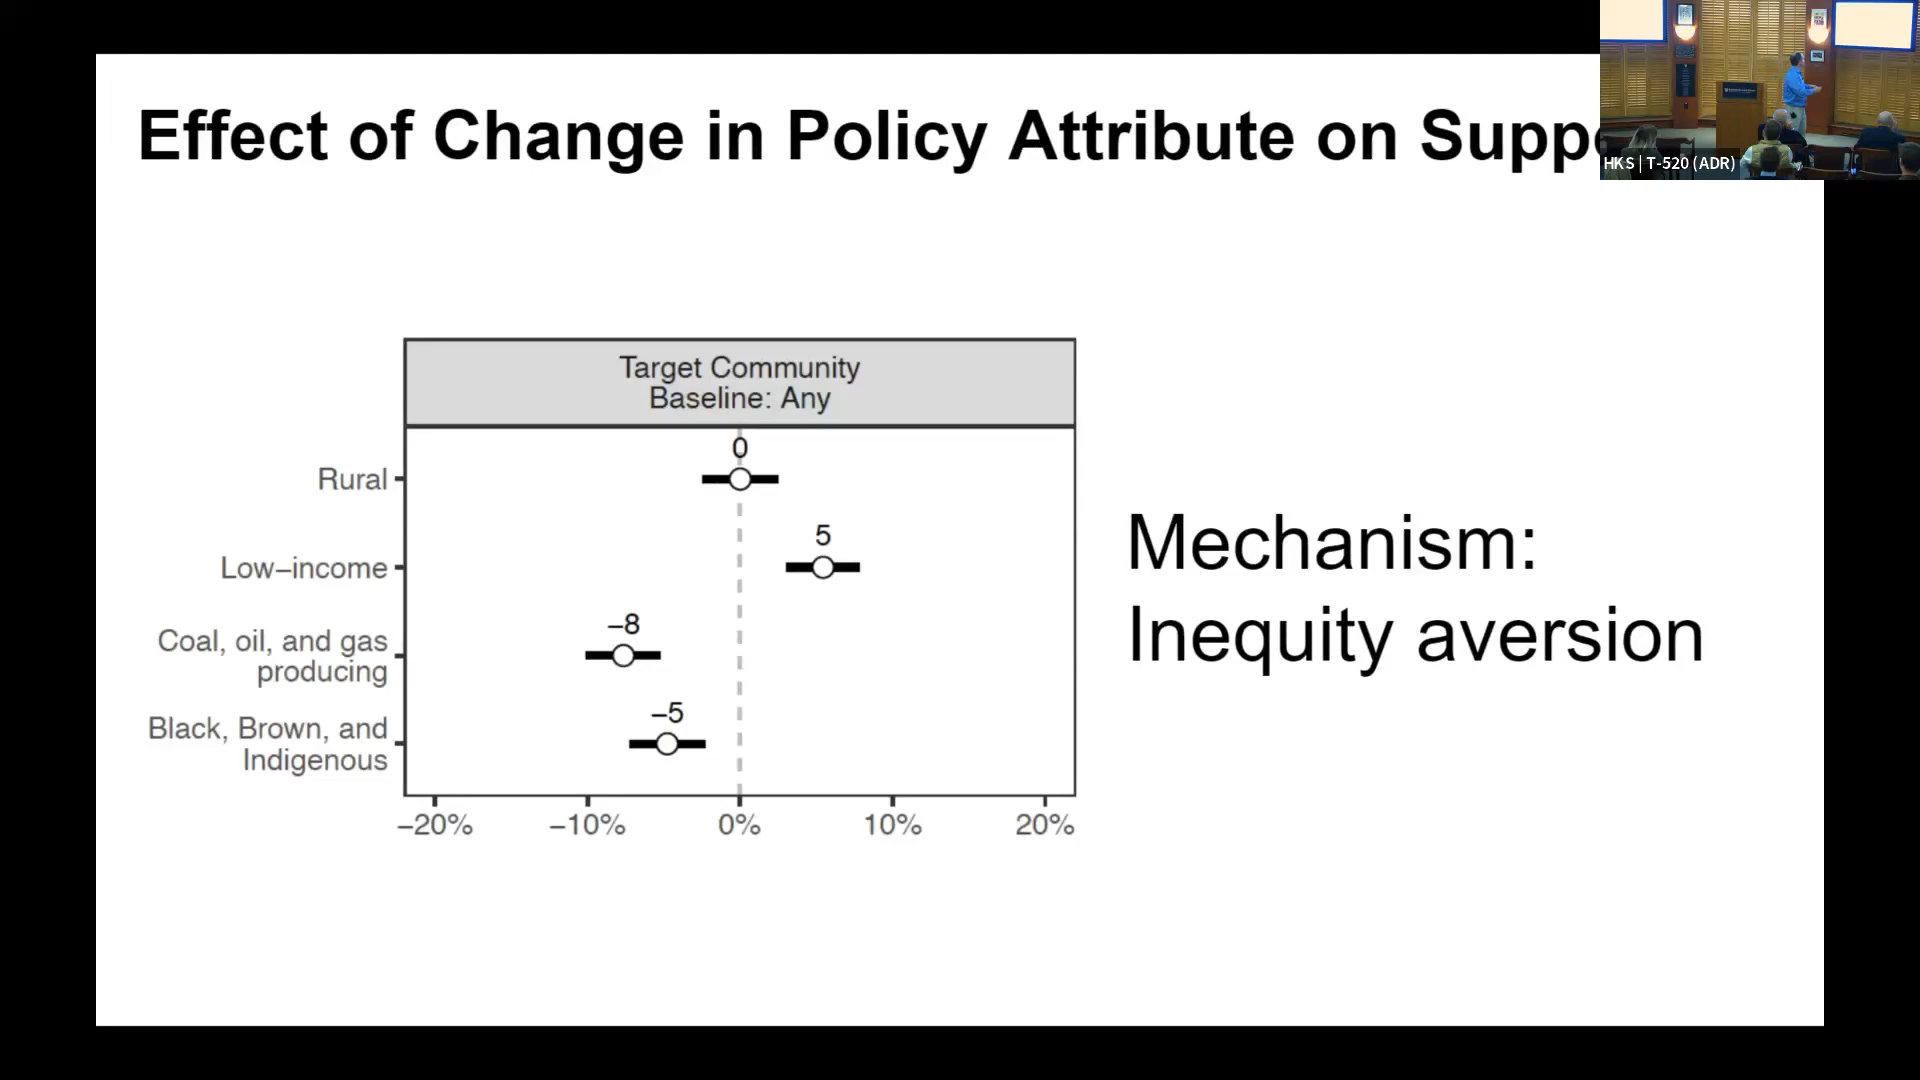 Effect of Change in Policy Attribute on Supp
HKS | T-520 (ADR)
Target Community
Baseline: Any
0
Rural
5
Low–income
−8
Coal, oil, and gas
producing
−5
Black, Brown, and
Indigenous
−20% −10% 0% 10% 20%
Mechanism:
Inequity aversion